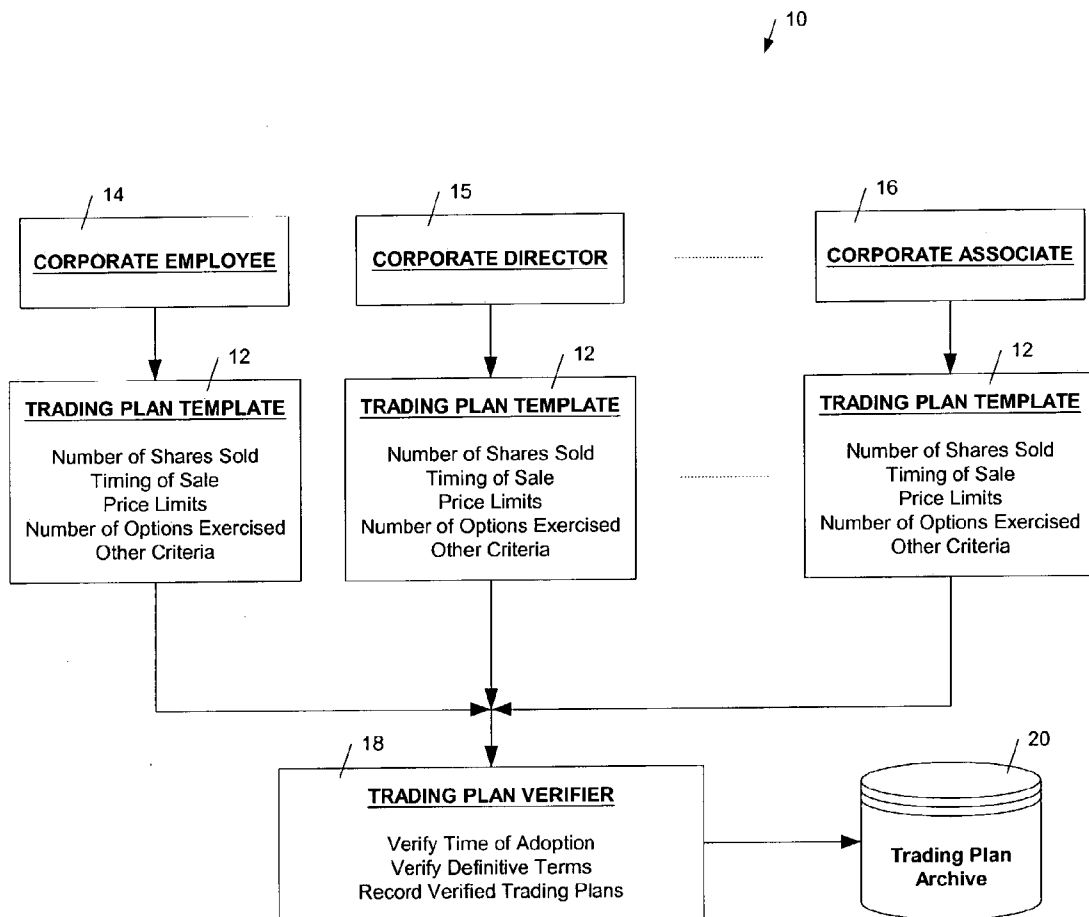 10
14
CORPORATE EMPLOYEE
15
CORPORATE DIRECTOR
16
CORPORATE ASSOCIATE
12
TRADING PLAN TEMPLATE
Number of Shares Sold
Timing of Sale
Price Limits
Number of Options Exercised
Other Criteria
12
TRADING PLAN TEMPLATE
Number of Shares Sold
Timing of Sale
Price Limits
Number of Options Exercised
Other Criteria
12
TRADING PLAN TEMPLATE
Number of Shares Sold
Timing of Sale
Price Limits
Number of Options Exercised
Other Criteria
18
TRADING PLAN VERIFIER
Verify Time of Adoption
Verify Definitive Terms
Record Verified Trading Plans
20
Trading Plan
Archive